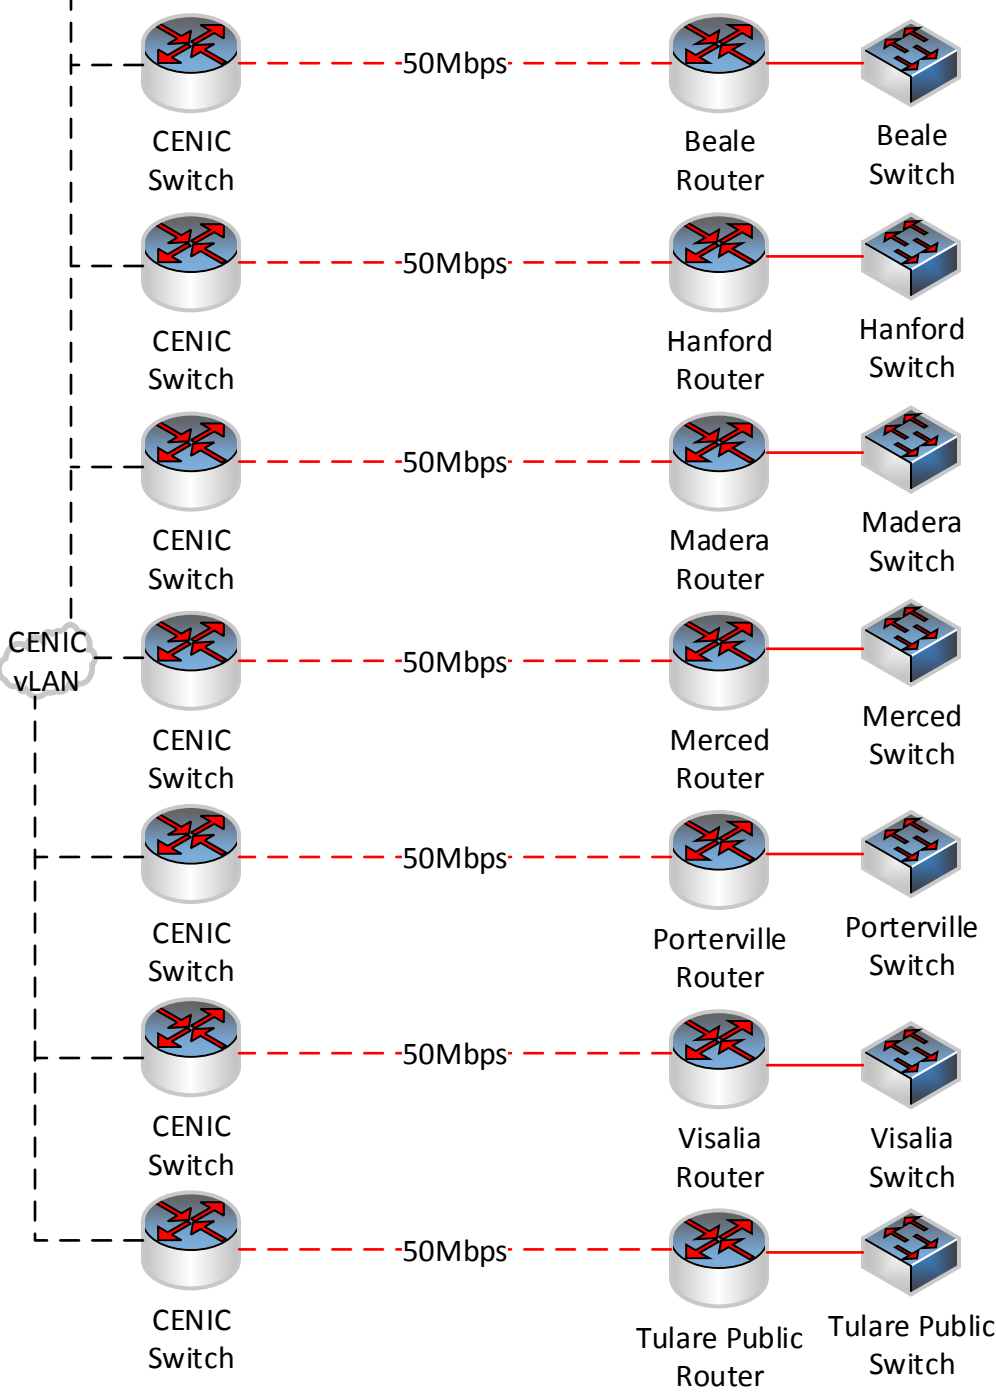 50Mbps
CENIC
Switch
Beale
Router
Beale
Switch
50Mbps
CENIC
Switch
Hanford
Router
Hanford
Switch
50Mbps
CENIC
Switch
Madera
Router
Madera
Switch
CENIC
vLAN
50Mbps
CENIC
Switch
Merced
Router
Merced
Switch
50Mbps
CENIC
Switch
Porterville
Router
Porterville
Switch
50Mbps
CENIC
Switch
Visalia
Router
Visalia
Switch
50Mbps
CENIC
Switch
Tulare Public
Router
Tulare Public
Switch